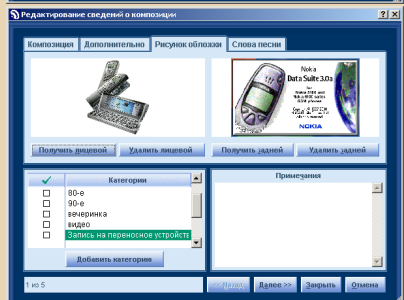 Редактирование сведений о композиции
Композиция Дополнительно Рисунок обложки Слова песни
Nokia
Data Suite 3.0a
for
NOKIA
Получить лицевой Удалить лицевой Получить задней Удалить задней
Категории
Примечания
80-е
90-е
вечеринка
видео
Запись на переносное устройств
Добавить категорию
1 из 5
<< Назад Далее >> Закрыть Отмена